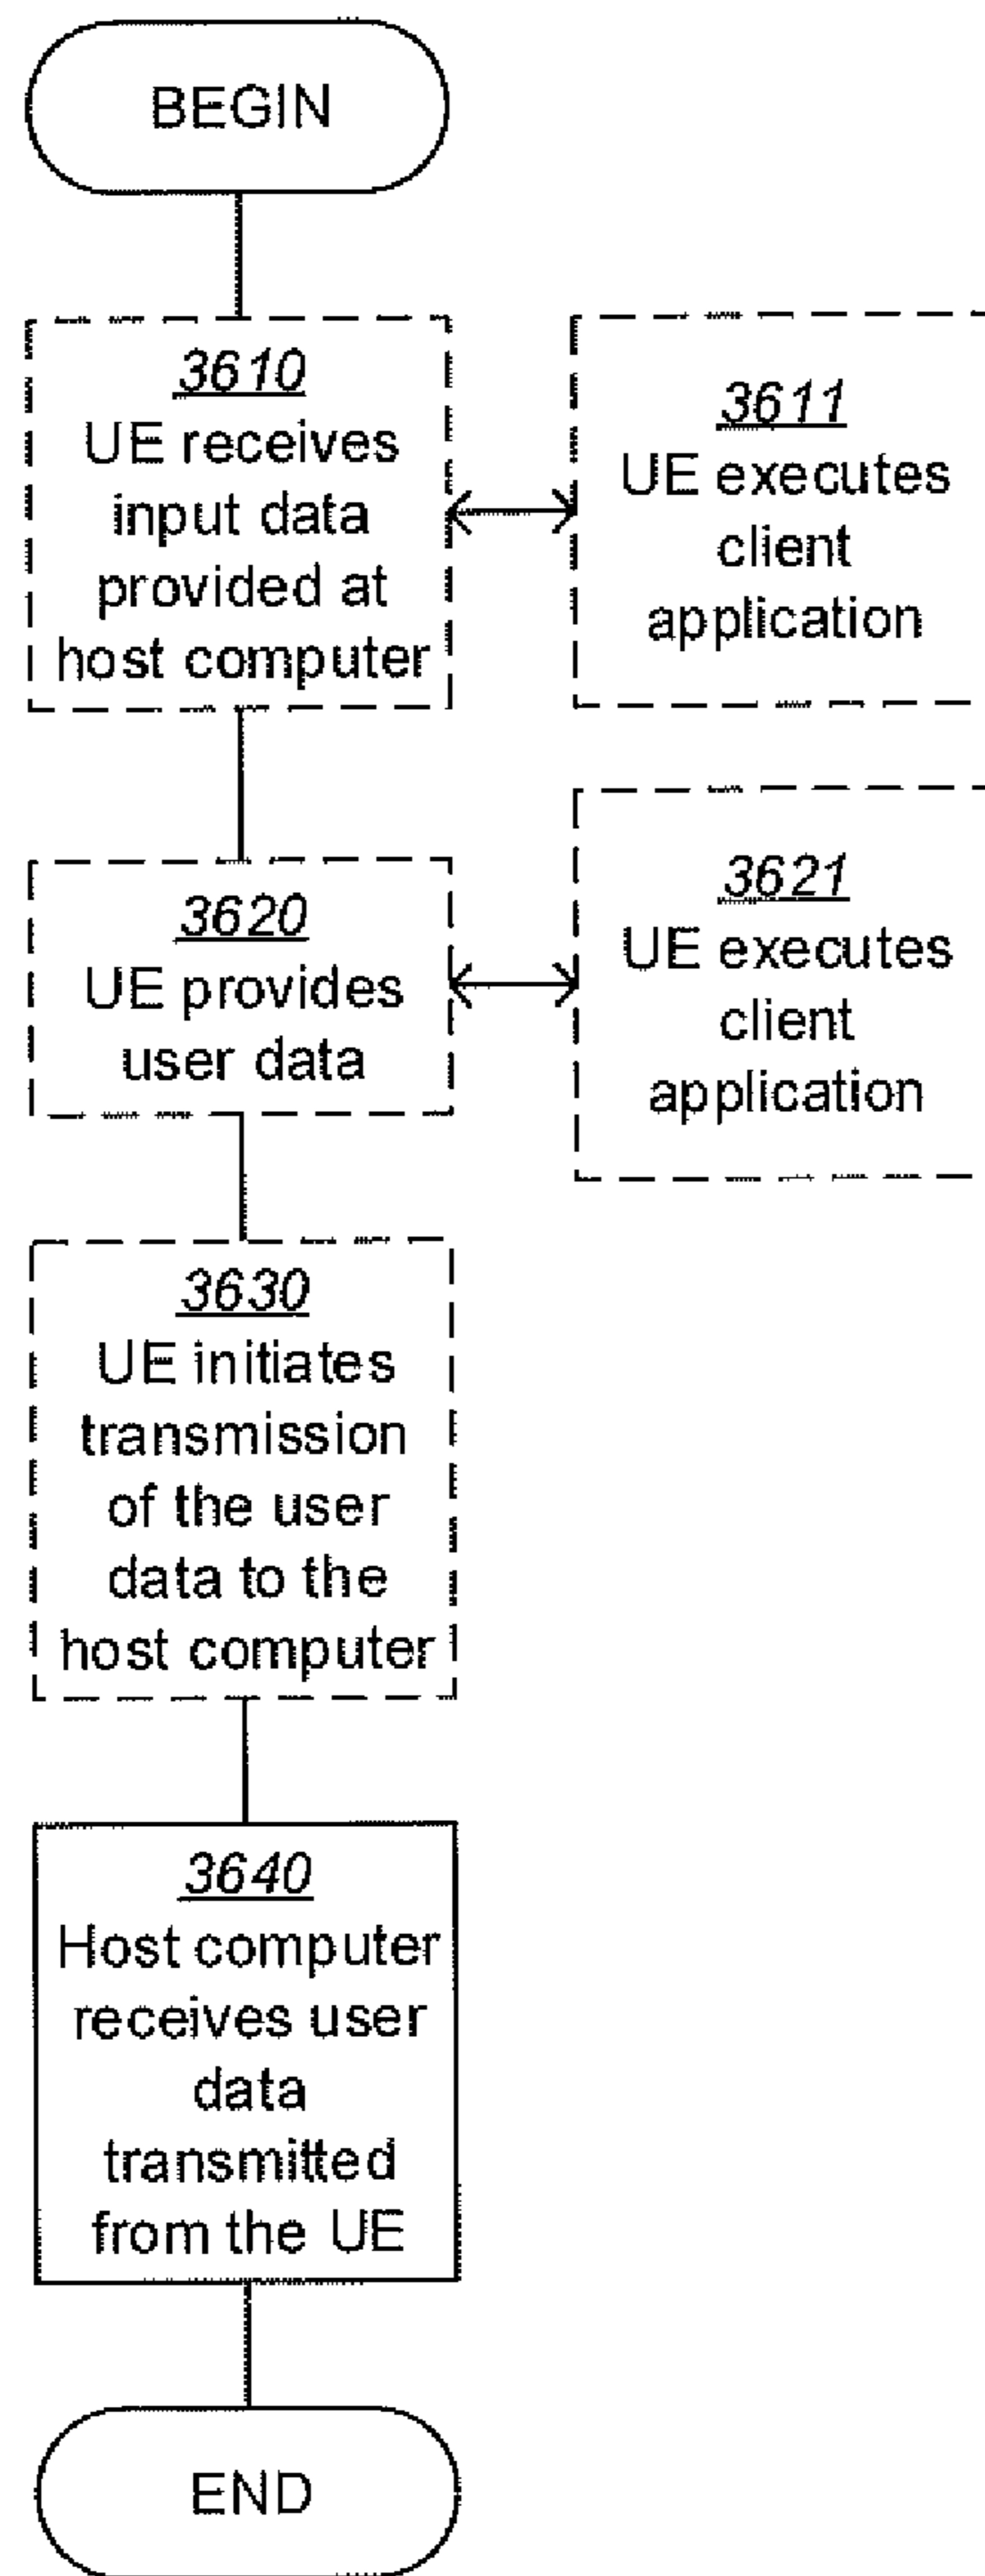 BEGIN
3610
UE receives
input data
provided at
host computer
3611
UE executes
client
application
3620
UE provides
user data
3621
UE executes
client
application
3630
UE initiates
transmission
of the user
data to the
host computer
3640
Host computer
receives user
data
transmitted
from the UE
END